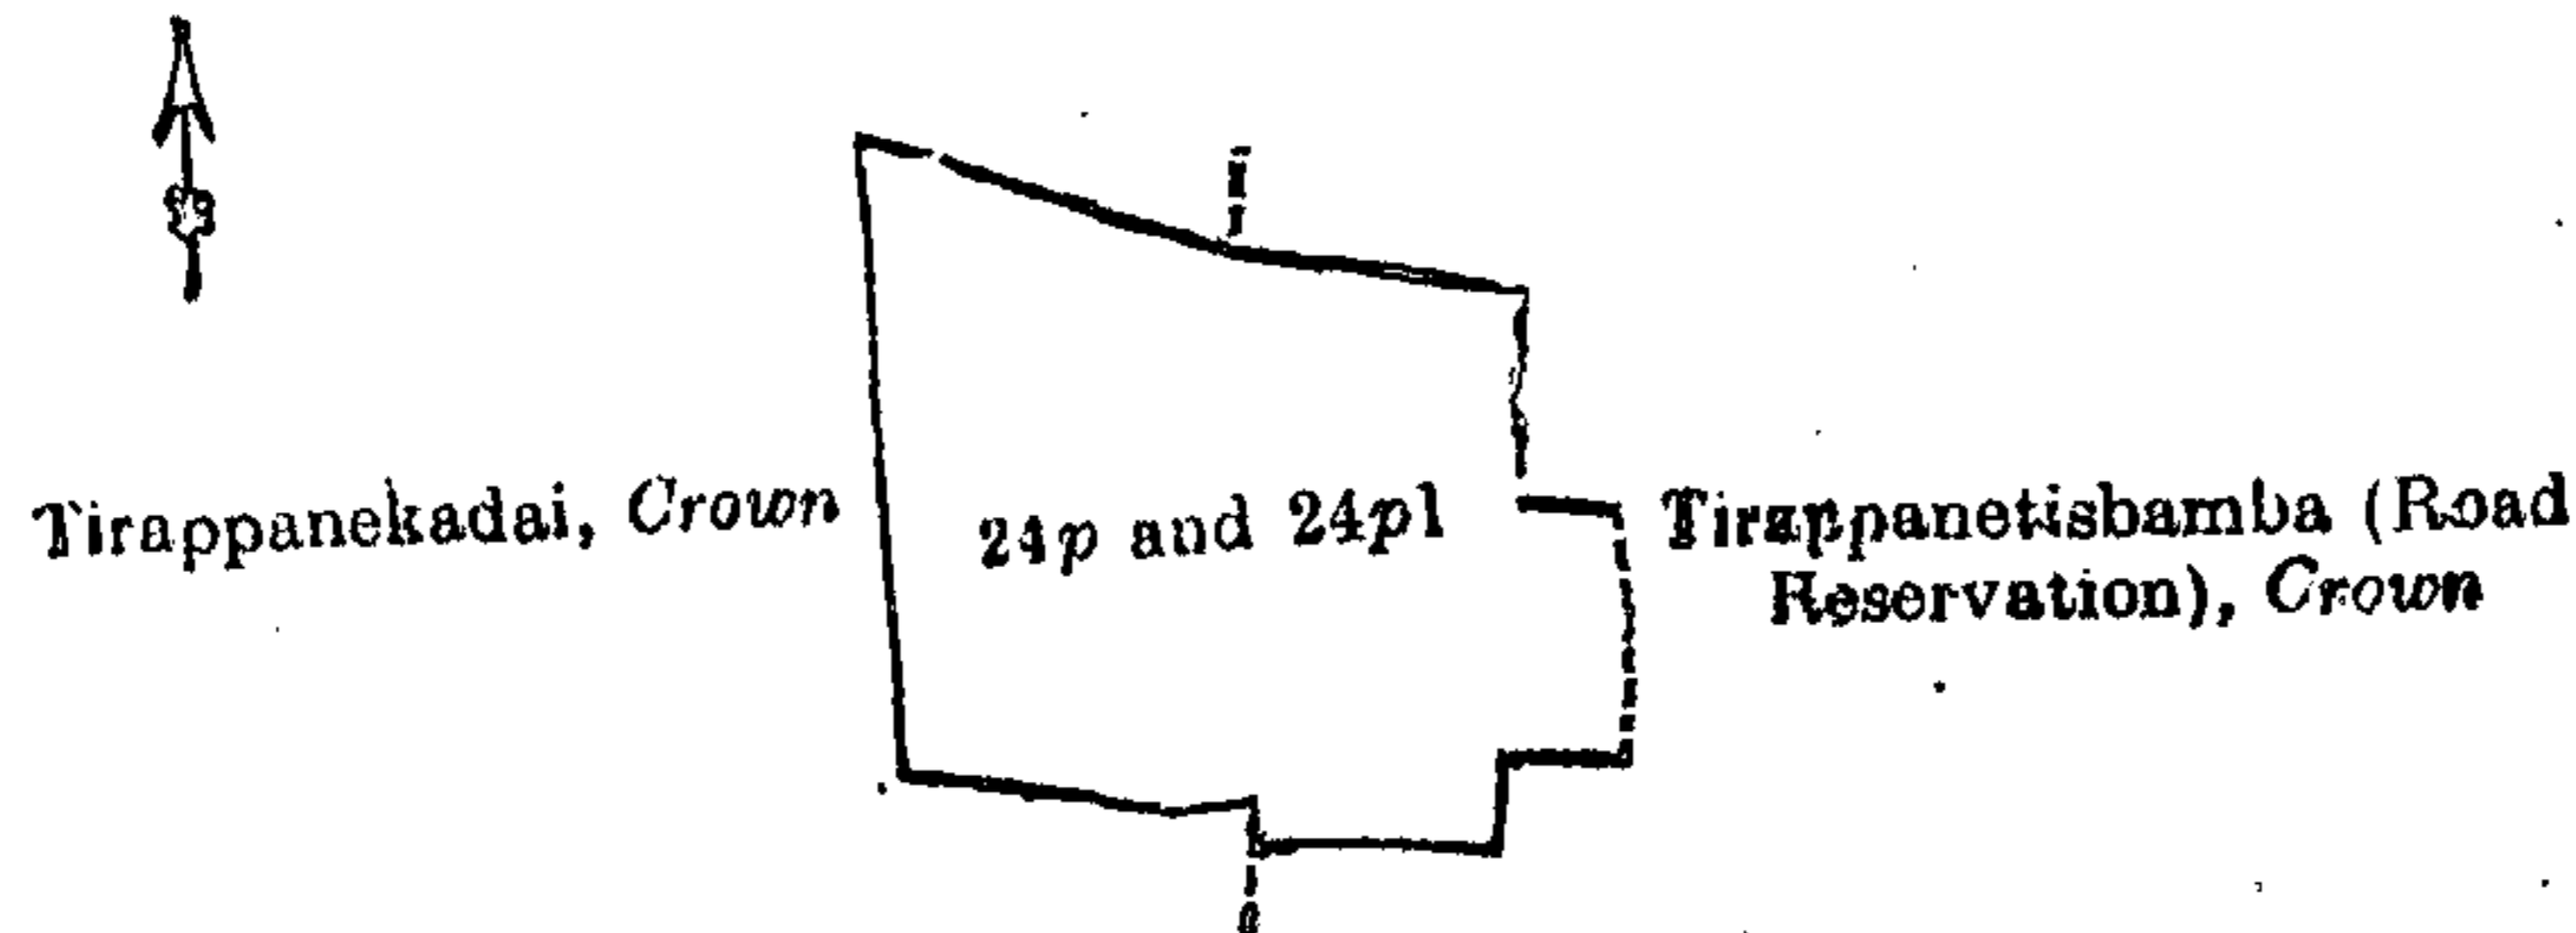 Tirappanekadai, Crown
24p and 24p1
Tirappanetisbamba (Road
Reservation), Crown